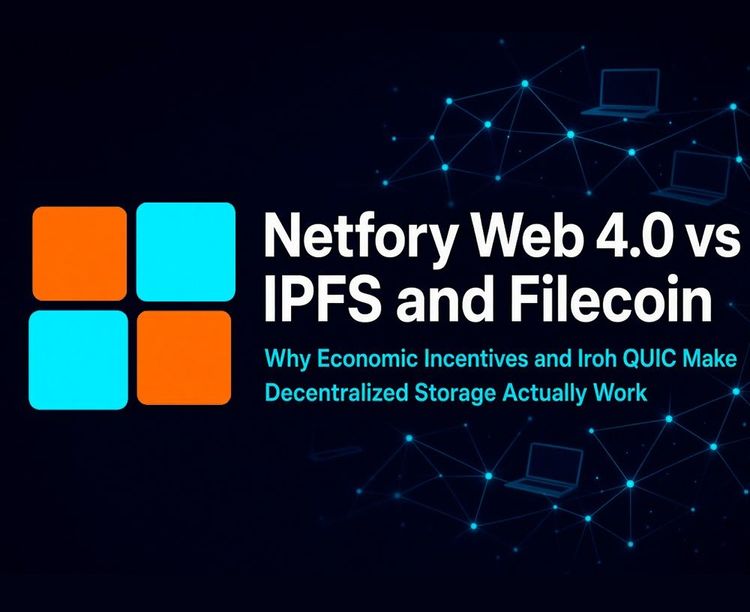 Netfory Web 4.0 vs
IPFS and Filecoin
Why Economic Incentives and Iroh QUIC Make
Decentralized Storage Actually Work